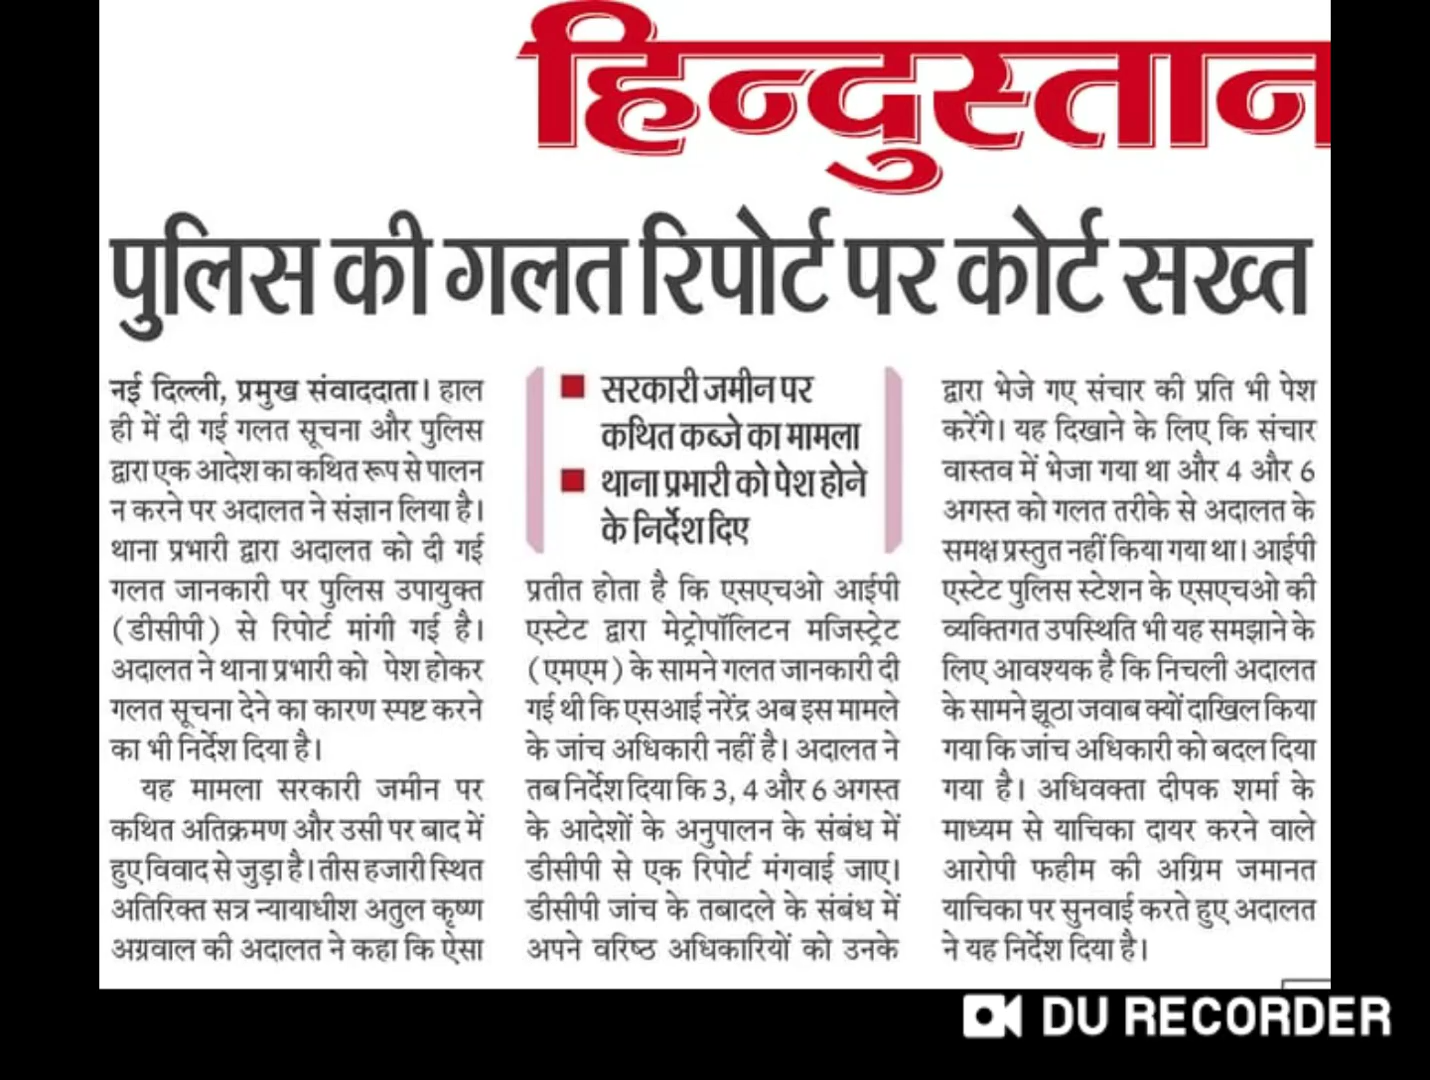 हिन्दुस्तान
पुलिस की गलत रिपोर्ट पर कोर्ट सख्त
नई दिल्ली, प्रमुख संवाददाता। हाल
ही में दी गई गलत सूचना और पुलिस
द्वारा एक आदेश का कथित रूप से पालन
न करने पर अदालत ने संज्ञान लिया है।
थाना प्रभारी द्वारा अदालत को दी गई
गलत जानकारी पर पुलिस उपायुक्त
(डीसीपी) से रिपोर्ट मांगी गई है।
अदालत ने थाना प्रभारी को पेश होकर
गलत सूचना देने का कारण स्पष्ट करने
का भी निर्देश दिया है।
यह मामला सरकारी जमीन पर
कथित अतिक्रमण और उसी पर बाद में
हुए विवाद से जुड़ा है। तीस हजारी स्थित
अतिरिक्त सत्र न्यायाधीश अतुल कृष्ण
अग्रवाल की अदालत ने कहा कि ऐसा
सरकारी जमीन पर
कथित कब्जे का मामला
थाना प्रभारी को पेश होने
के निर्देश दिए
प्रतीत होता है कि एसएचओ आईपी
एस्टेट द्वारा मेट्रोपॉलिटन मजिस्ट्रेट
(एमएम) के सामने गलत जानकारी दी
गई थी कि एसआई नरेंद्र अब इस मामले
के जांच अधिकारी नहीं है। अदालत ने
तब निर्देश दिया कि 3, 4 और 6 अगस्त
के आदेशों के अनुपालन के संबंध में
डीसीपी से एक रिपोर्ट मंगवाई जाए।
डीसीपी जांच के तबादले के संबंध में
अपने वरिष्ठ अधिकारियों को उनके
द्वारा भेजे गए संचार की प्रति भी पेश
करेंगे। यह दिखाने के लिए कि संचार
वास्तव में भेजा गया था और 4 और 6
अगस्त को गलत तरीके से अदालत के
समक्ष प्रस्तुत नहीं किया गया था। आईपी
एस्टेट पुलिस स्टेशन के एसएचओ की
व्यक्तिगत उपस्थिति भी यह समझाने के
लिए आवश्यक है कि निचली अदालत
के सामने झूठा जवाब क्यों दाखिल किया
गया कि जांच अधिकारी को बदल दिया
गया है। अधिवक्ता दीपक शर्मा के
माध्यम से याचिका दायर करने वाले
आरोपी फहीम की अग्रिम जमानत
याचिका पर सुनवाई करते हुए अदालत
ने यह निर्देश दिया है।
DU RECORDER